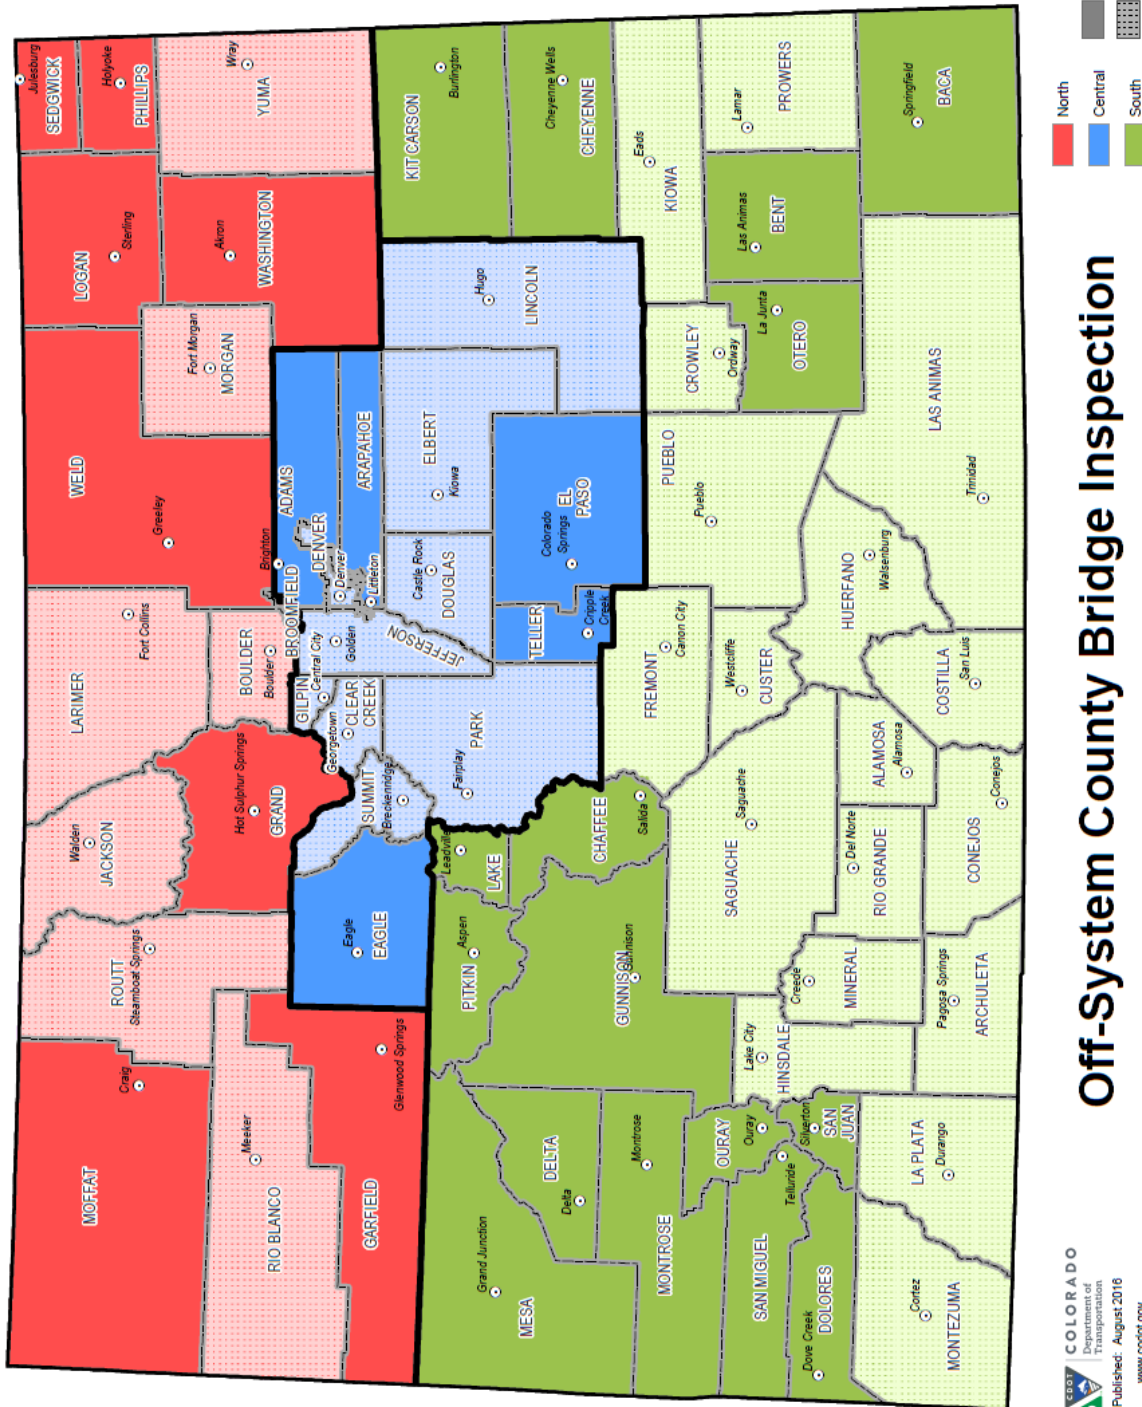 Julesburg
SEDGWICK
Holyoke
PHILLIPS
Wray
YUMA
LOGAN
Sterling
Akron
WASHINGTON
Fort Morgan
MORGAN
WELD
Greeley
LARIMER
Fort Collins
BOULDER
Boulder
Walden
JACKSON
Hot Sulphur Springs
GRAND
ROUTT
Steamboat Springs
MOFFAT
Craig
Meeker
RIO BLANCO
GARFIELD
Glenwood Springs
Brighton
ADAMS
ARAPAHOE
DENVER
Denver
Littleton
BROOMFIELD
GILPIN
Central City
Golden
JEFFERSON
Georgetown
CLEAR
CREEK
SUMMIT
Breckenridge
Eagle
EAGLE
Fairplay
PARK
Castle Rock
DOUGLAS
ELBERT
Kiowa
Hugo
LINCOLN
Colorado
Springs
EL
PASO
TELLER
Cripple
Creek
KIT CARSON
Burlington
Cheyenne Wells
CHEYENNE
Eads
KIOWA
Lamar
PROWERS
Springfield
BACA
Las Animas
BENT
La Junta
OTERO
CROWLEY
Ordway
PUEBLO
Pueblo
LAS ANIMAS
Trinidad
HUERFANO
Walsenburg
FREMONT
Canon City
Westcliffe
CUSTER
COSTILLA
San Luis
ALAMOSA
Alamosa
Conejos
CONEJOS
Saguache
SAGUACHE
Del Norte
RIO GRANDE
Creede
MINERAL
Pagosa Springs
ARCHULETA
Lake City
HINSDALE
Leadville
LAKE
CHAFFEE
Salida
Aspen
PITKIN
GUNNISON
Gunnison
Grand Junction
MESA
DELTA
Delta
Montrose
MONTROSE
OURAY
Ouray
Silverton
SAN
JUAN
Telluride
SAN MIGUEL
Dove Creek
DOLORES
LA PLATA
Durango
Cortez
MONTEZUMA
Off-System County Bridge Inspection
North
Central
South
CDOT
COLORADO
Department of
Transportation
Published: August 2016
www.codot.gov